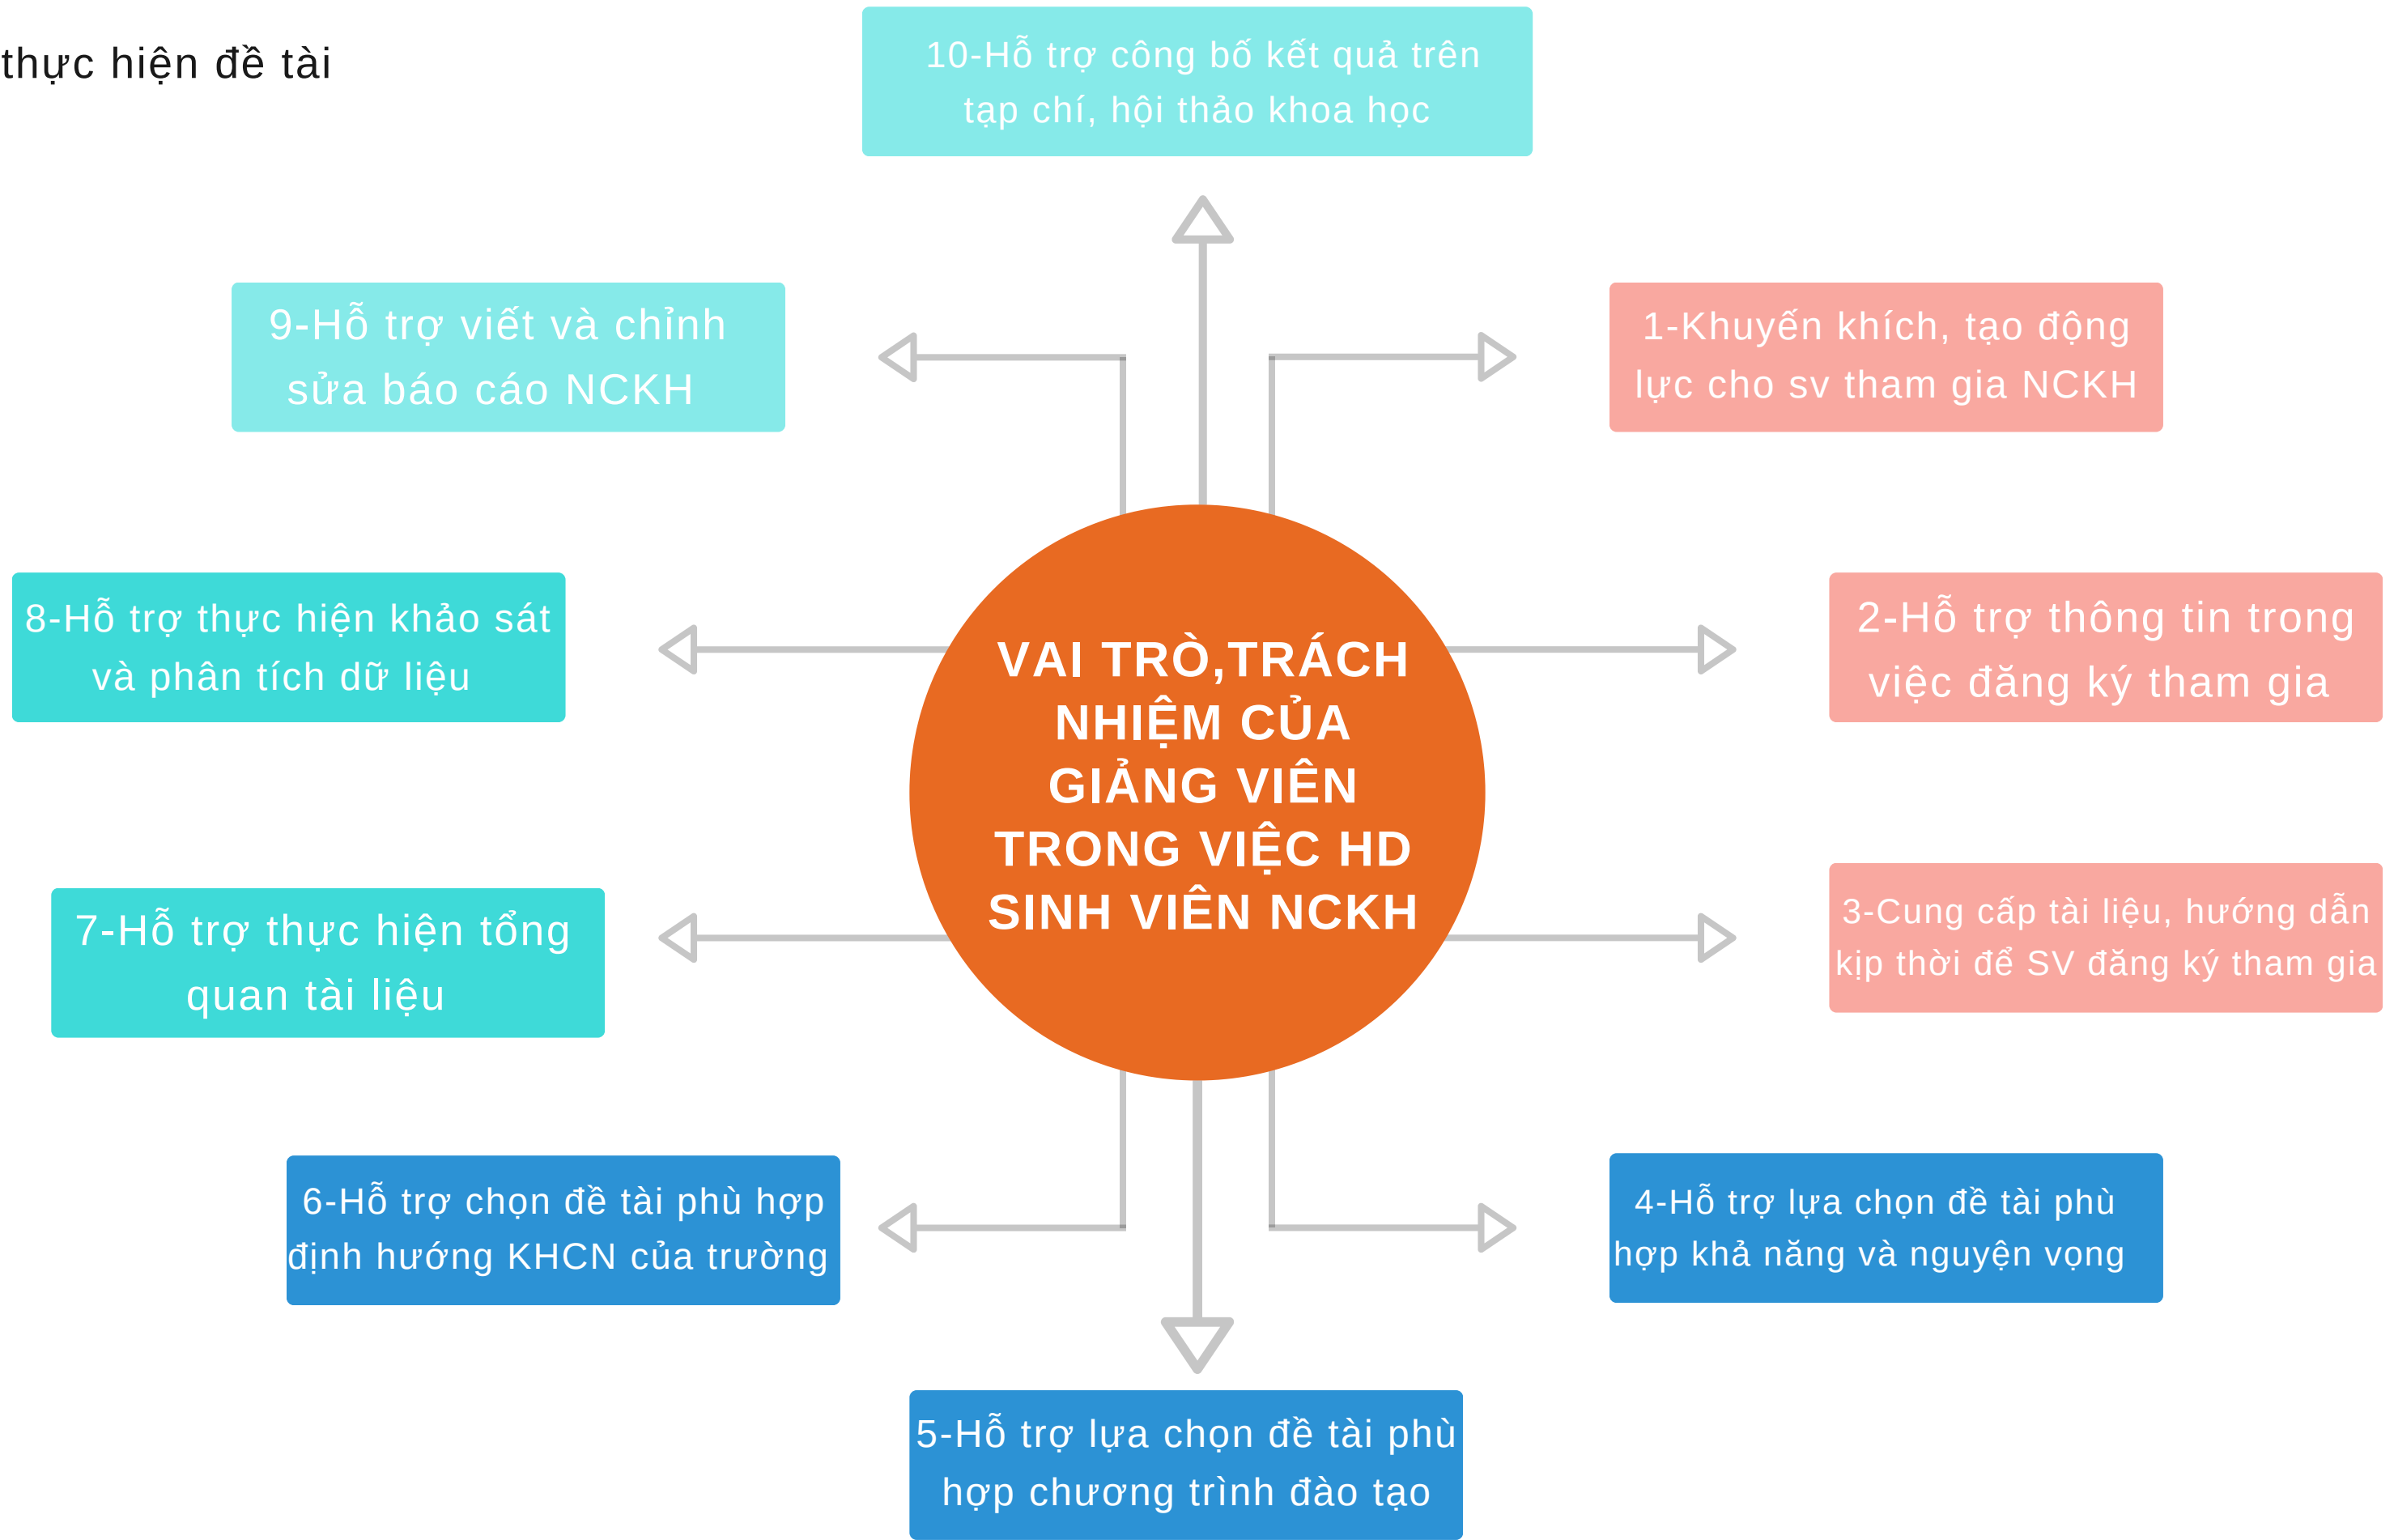 thực hiện đề tài
10-Hỗ trợ công bố kết quả trên
tạp chí, hội thảo khoa học
9-Hỗ trợ viết và chỉnh
sửa báo cáo NCKH
1-Khuyến khích, tạo động
lực cho sv tham gia NCKH
8-Hỗ trợ thực hiện khảo sát
và phân tích dữ liệu
2-Hỗ trợ thông tin trong
việc đăng ký tham gia
VAI TRÒ,TRÁCH
NHIỆM CỦA
GIẢNG VIÊN
TRONG VIỆC HD
SINH VIÊN NCKH
7-Hỗ trợ thực hiện tổng
quan tài liệu
3-Cung cấp tài liệu, hướng dẫn
kịp thời để SV đăng ký tham gia
6-Hỗ trợ chọn đề tài phù hợp
định hướng KHCN của trường
4-Hỗ trợ lựa chọn đề tài phù
hợp khả năng và nguyện vọng
5-Hỗ trợ lựa chọn đề tài phù
hợp chương trình đào tạo